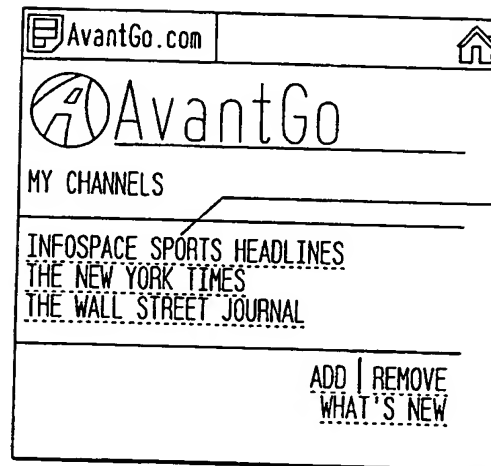 AvantGo.com
AvantGo
MY CHANNELS
INFOSPACE SPORTS HEADLINES
THE NEW YORK TIMES
THE WALL STREET JOURNAL
ADD | REMOVE
WHAT'S NEW